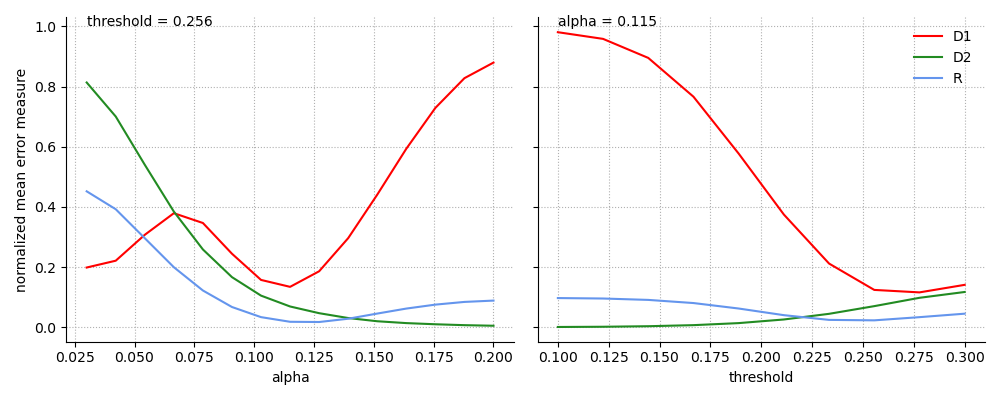 threshold = 0.256
alpha = 0.115
normalized mean error measure
1.0
0.8
0.6
0.4
0.2
0.0
0.025 0.050 0.075 0.100 0.125 0.150 0.175 0.200
alpha
D1
D2
R
0.100 0.125 0.150 0.175 0.200 0.225 0.250 0.275 0.300
threshold